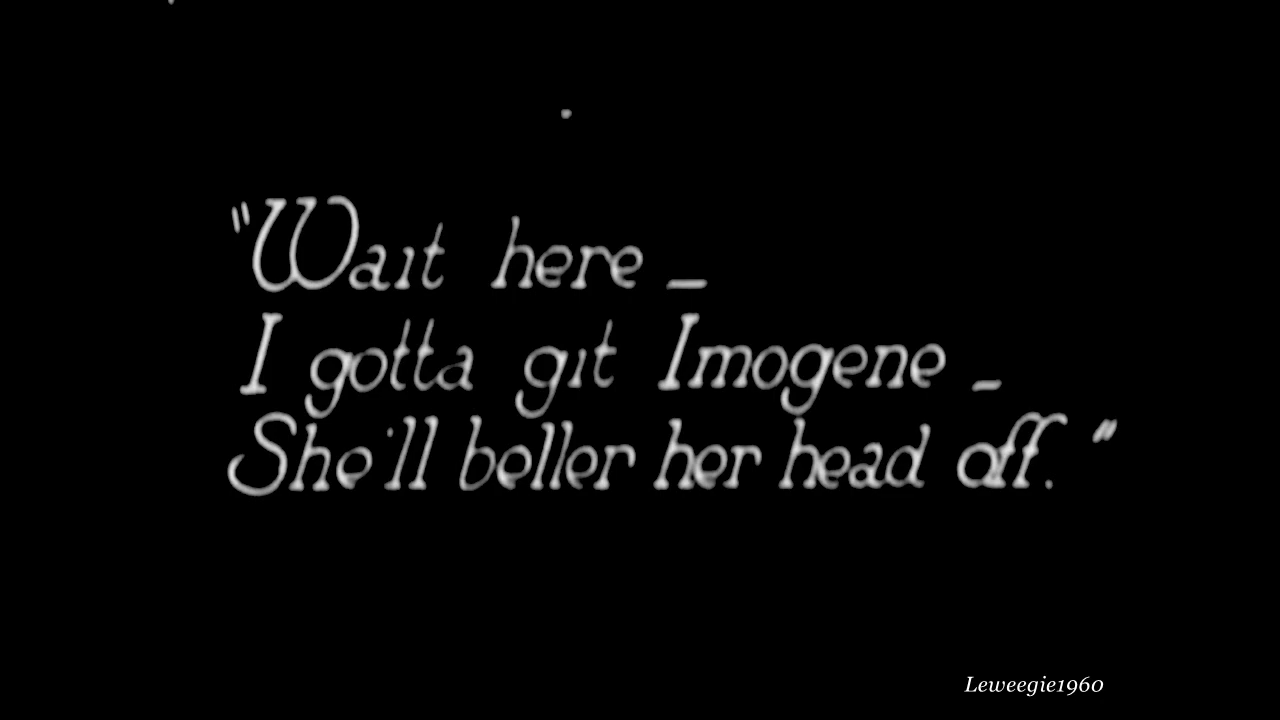 "Wait here –
I gotta git Imogene –
She'll beller her head off."
Leweegie1960